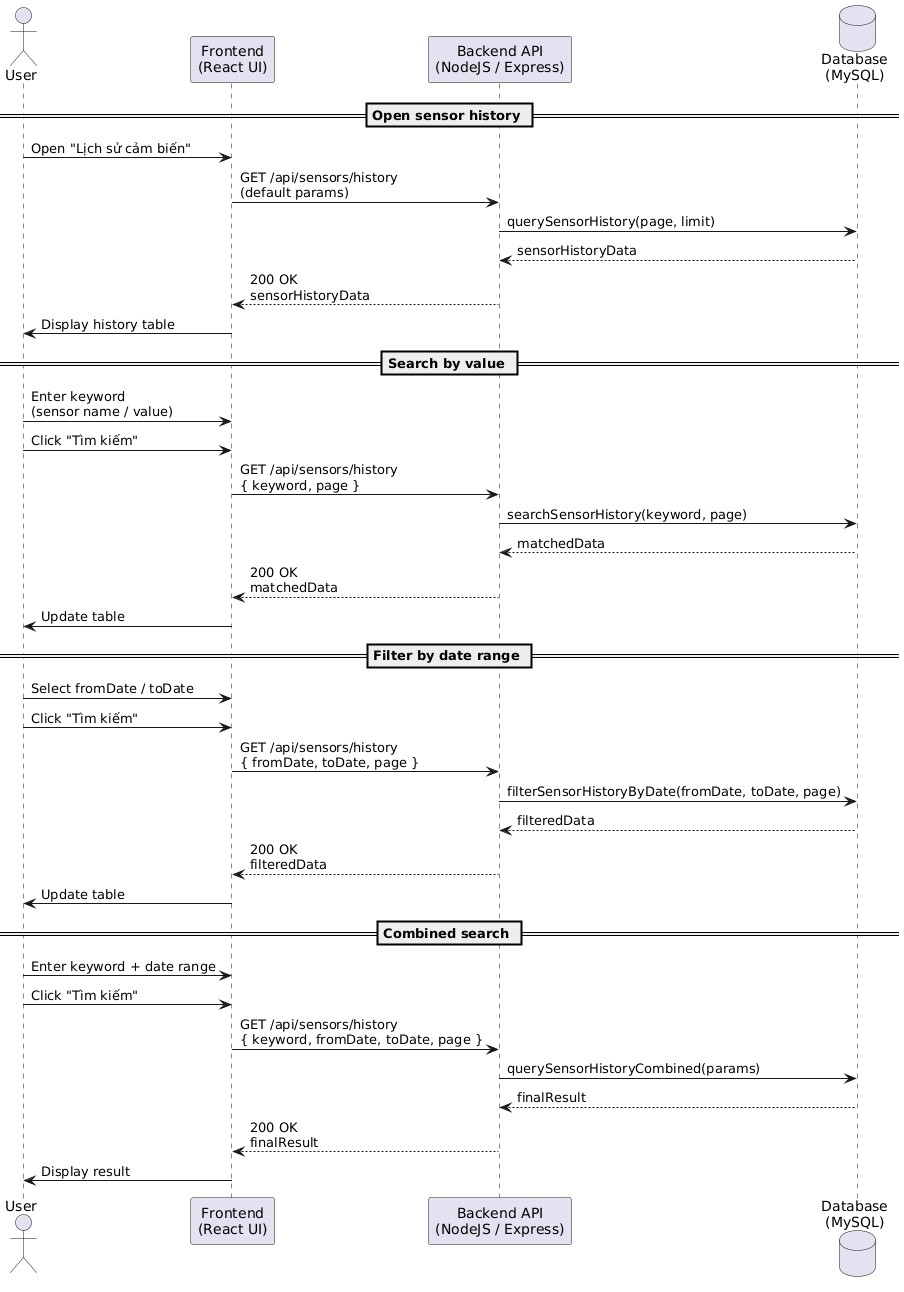 User
Frontend
(React UI)
Backend API
(NodeJS / Express)
Database
(MySQL)
Open sensor history
Open "Lịch sử cảm biến"
GET /api/sensors/history
(default params)
querySensorHistory(page, limit)
sensorHistoryData
200 OK
sensorHistoryData
Display history table
Search by value
Enter keyword
(sensor name / value)
Click "Tìm kiếm"
GET /api/sensors/history
{ keyword, page }
searchSensorHistory(keyword, page)
matchedData
200 OK
matchedData
Update table
Filter by date range
Select fromDate / toDate
Click "Tìm kiếm"
GET /api/sensors/history
{ fromDate, toDate, page }
filterSensorHistoryByDate(fromDate, toDate, page)
filteredData
200 OK
filteredData
Update table
Combined search
Enter keyword + date range
Click "Tìm kiếm"
GET /api/sensors/history
{ keyword, fromDate, toDate, page }
querySensorHistoryCombined(params)
finalResult
200 OK
finalResult
Display result
User
Frontend
(React UI)
Backend API
(NodeJS / Express)
Database
(MySQL)